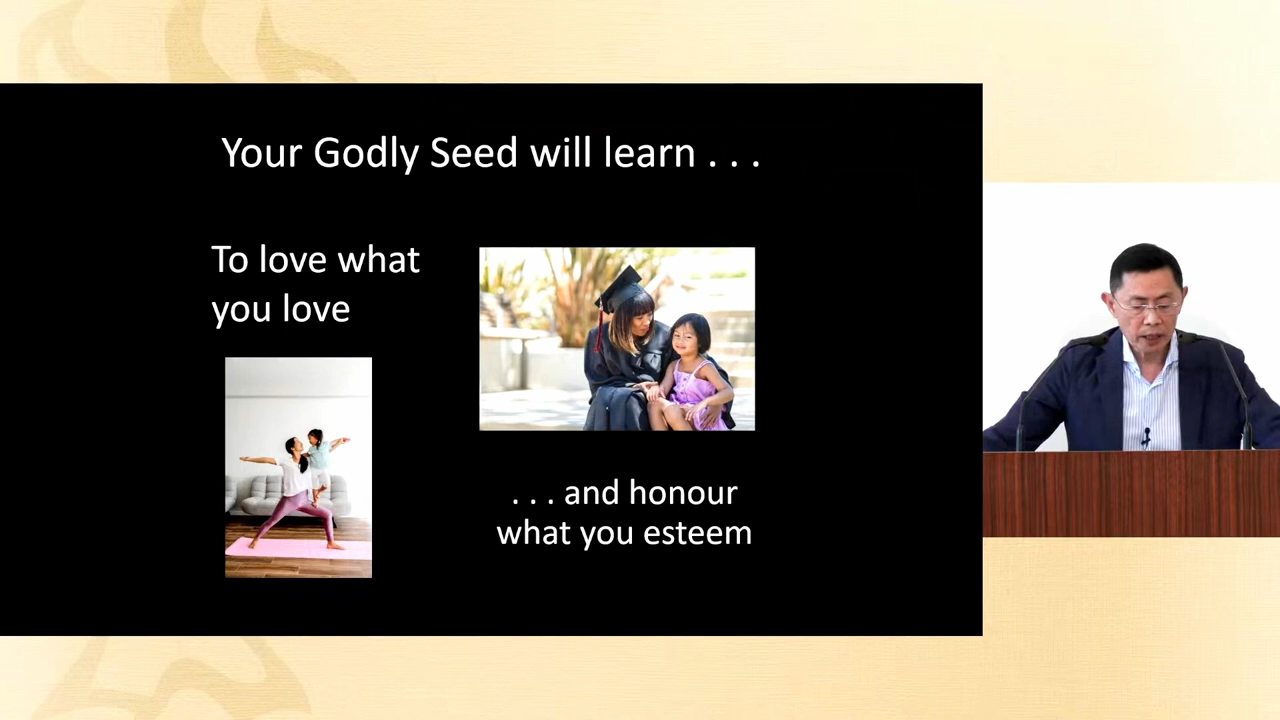 Your Godly Seed will learn . . .
To love what
you love
. . . and honour
what you esteem